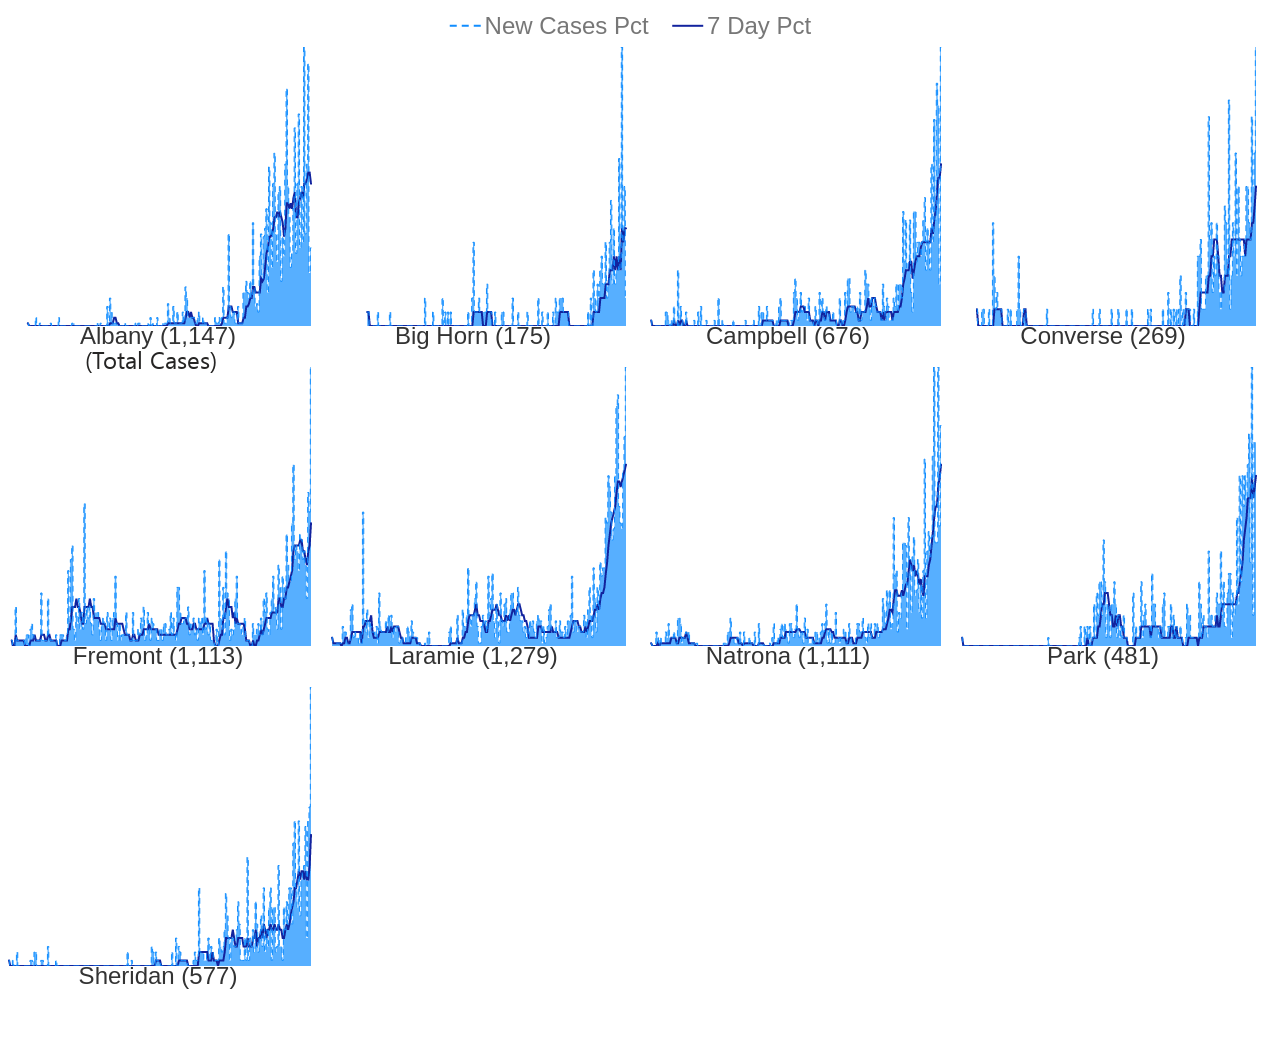 New Cases Pct 7 Day Pct
Albany (1,147) Big Horn (175) Campbell (676) Converse (269)
(Total Cases)
Fremont (1,113) Laramie (1,279) Natrona (1,111) Park (481)
Sheridan (577)